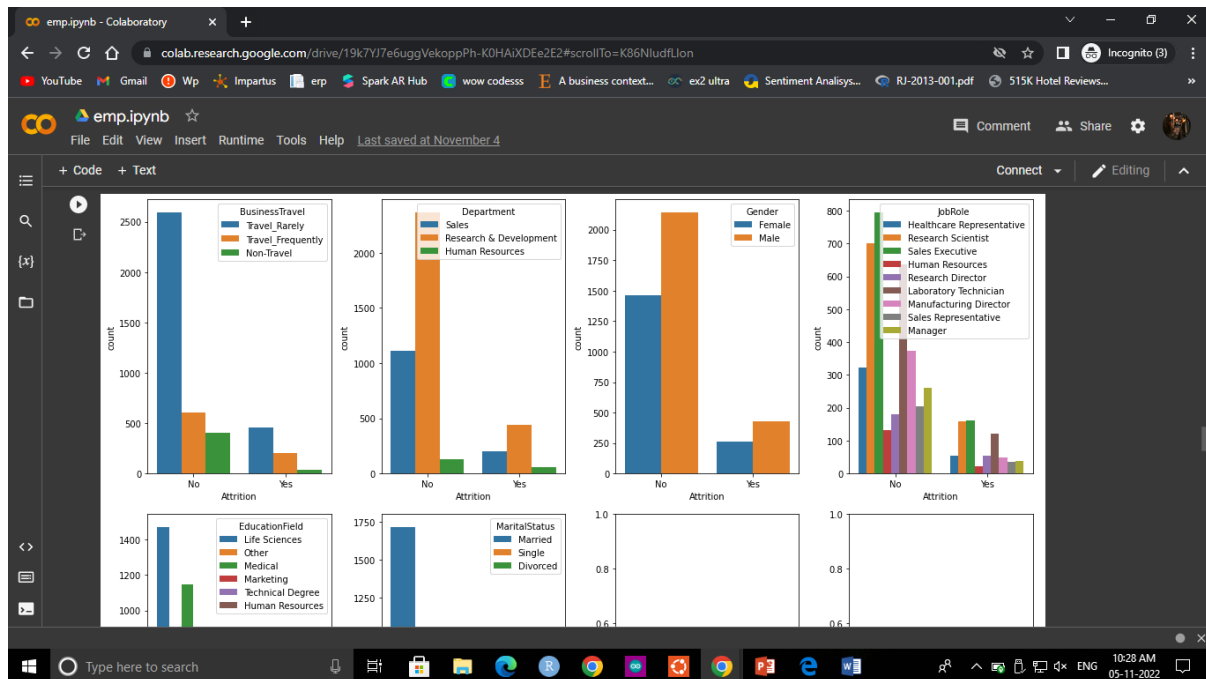 emp.ipynb - Colaboratory
colab.research.google.com/drive/19k7YJ7e6uggVekoppPh-K0HAiXDEe2E2#scrollTo=K86NludfLlon
Incognito (3)
YouTube Gmail Wp Impartus erp Spark AR Hub wow codesss A business context... ex2 ultra Sentiment Analisys... RJ-2013-001.pdf 515K Hotel Reviews... »
emp.ipynb
Comment Share
File Edit View Insert Runtime Tools Help Last saved at November 4
+ Code + Text
Connect Editing
{x}
BusinessTravel
Travel_Rarely
Travel_Frequently
Non-Travel
2500
2000
1500
1000
500
0
count
No Yes
Attrition
Department
Sales
Research & Development
Human Resources
2000
1500
1000
500
0
count
No Yes
Attrition
Gender
Female
Male
2000
1750
1500
1250
1000
750
500
250
0
count
No Yes
Attrition
JobRole
Healthcare Representative
Research Scientist
Sales Executive
Human Resources
Research Director
Laboratory Technician
Manufacturing Director
Sales Representative
Manager
800
700
600
500
400
300
200
100
0
count
No Yes
Attrition
EducationField
Life Sciences
Other
Medical
Marketing
Technical Degree
Human Resources
1400
1200
1000
MaritalStatus
Married
Single
Divorced
1750
1500
1250
1.0
0.8
0.6
1.0
0.8
0.6
Type here to search
ENG
10:28 AM
05-11-2022